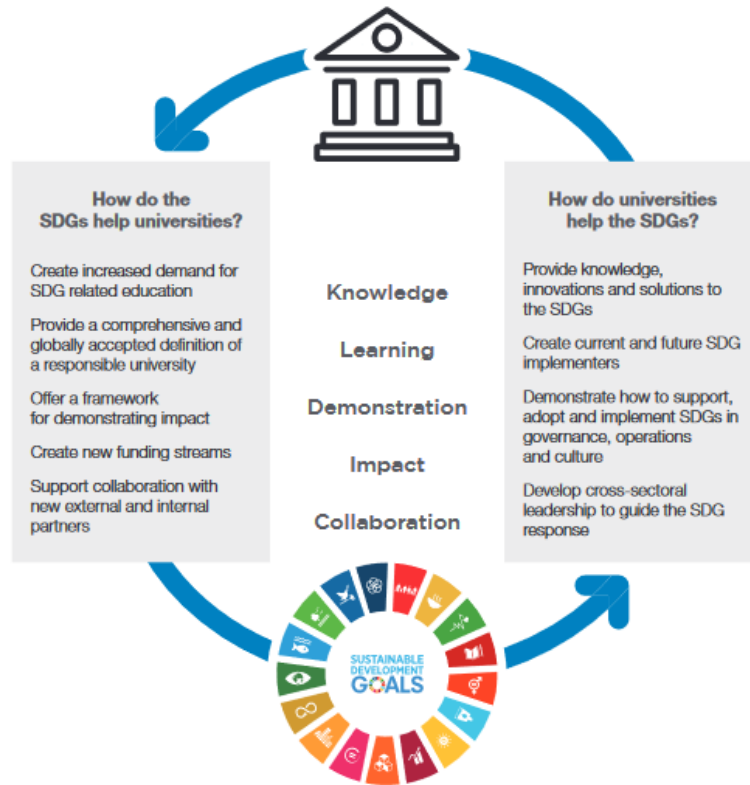 How do the
SDGs help universities?
Create increased demand for
SDG related education
Provide a comprehensive and
globally accepted definition of
a responsible university
Offer a framework
for demonstrating impact
Create new funding streams
Support collaboration with
new external and internal
partners
Knowledge
Learning
Demonstration
Impact
Collaboration
How do universities
help the SDGs?
Provide knowledge,
innovations and solutions to
the SDGs
Create current and future SDG
implementers
Demonstrate how to support,
adopt and implement SDGs in
governance, operations
and culture
Develop cross-sectoral
leadership to guide the SDG
response
SUSTAINABLE
DEVELOPMENT
GOALS